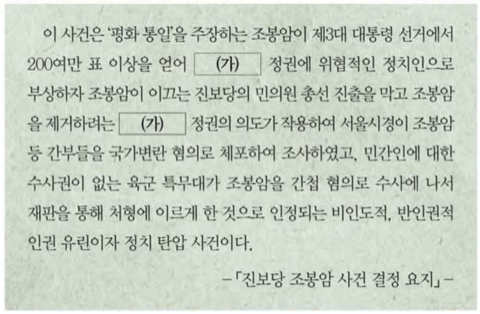 이 사건은 '평화 통일'을 주장하는 조봉암이 제3대 대통령 선거에서
200여만 표 이상을 얻어 (가) 정권에 위협적인 정치인으로
부상하자 조봉암이 이끄는 진보당의 민의원 총선 진출을 막고 조봉암
을 제거하려는 (가) 정권의 의도가 작용하여 서울시경이 조봉암
등 간부들을 국가변란 혐의로 체포하여 조사하였고, 민간인에 대한
수사권이 없는 육군 특무대가 조봉암을 간첩 혐의로 수사에 나서
재판을 통해 처형에 이르게 한 것으로 인정되는 비인도적, 반인권적
인권 유린이자 정치 탄압 사건이다.
-「진보당 조봉암 사건 결정 요지」-